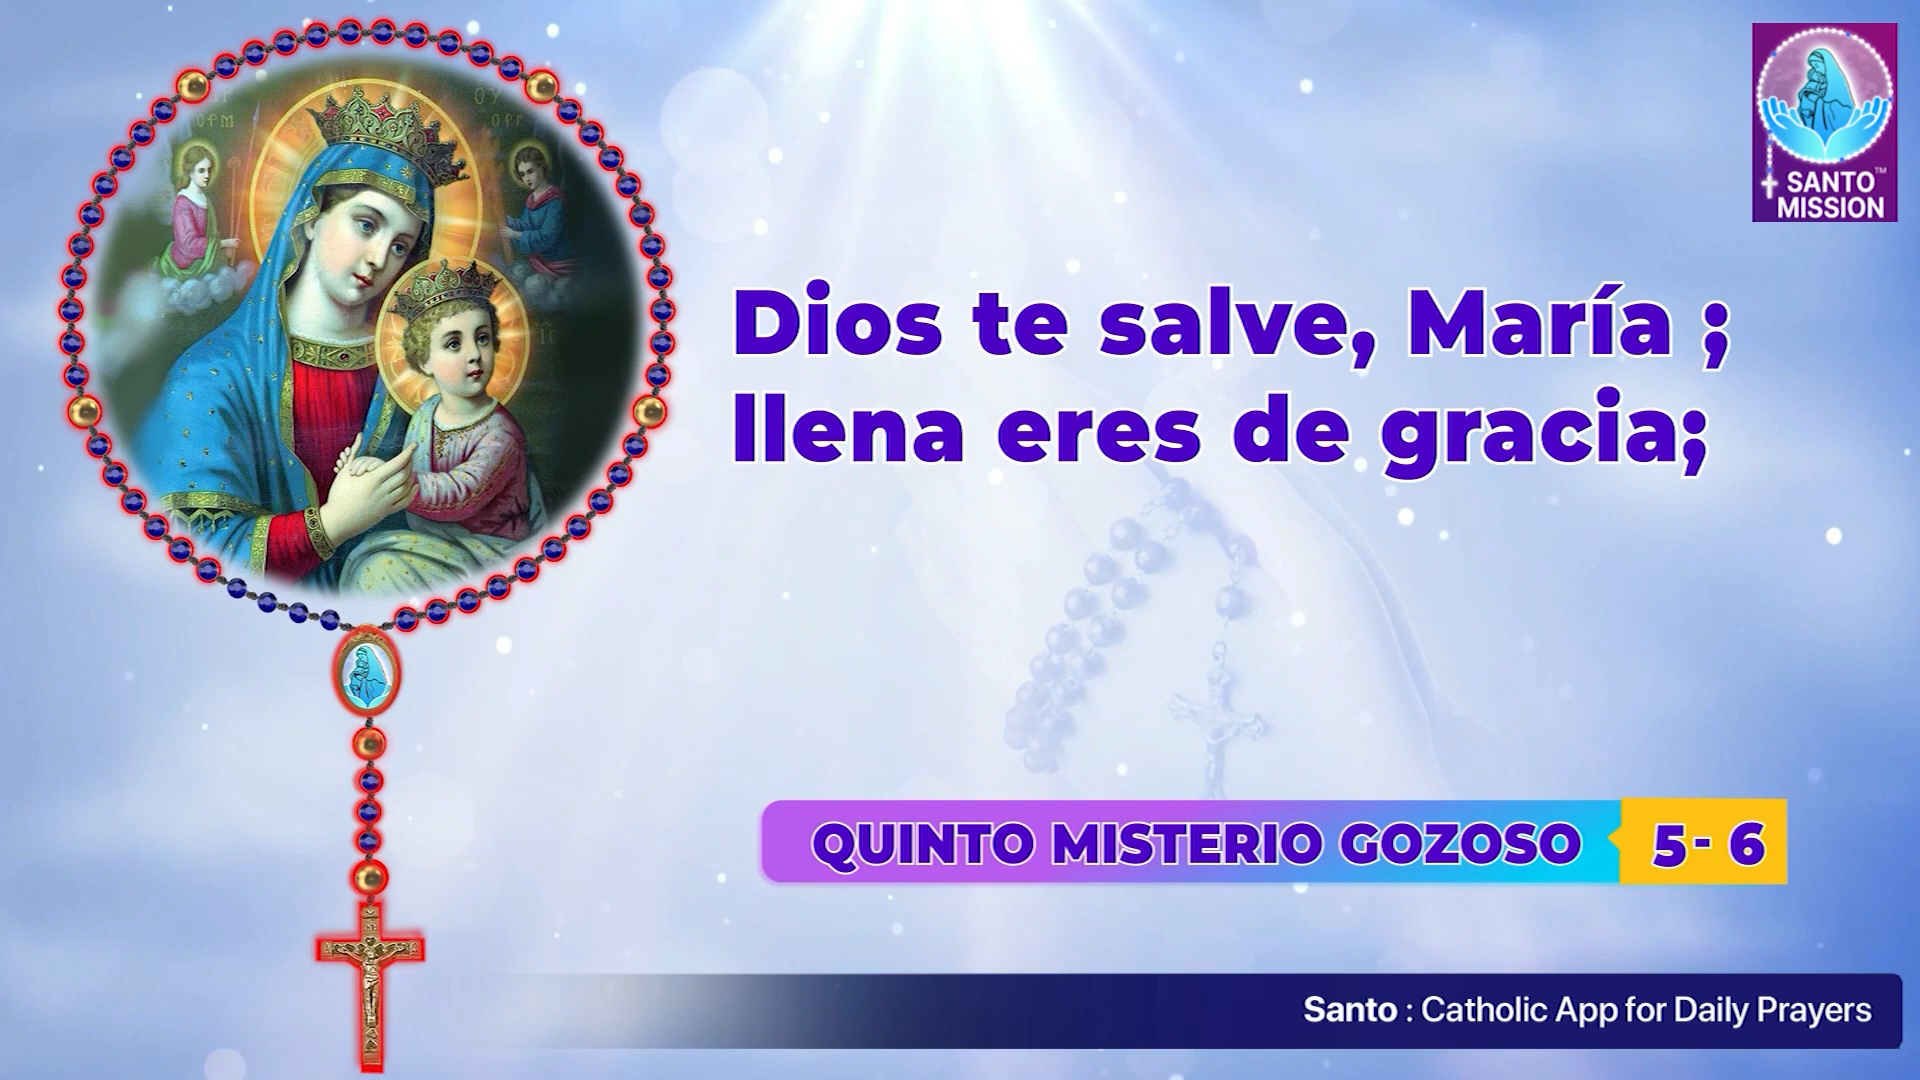 SANTO™
MISSION
Dios te salve, María ;
llena eres de gracia;
QUINTO MISTERIO GOZOSO 5- 6
Santo : Catholic App for Daily Prayers